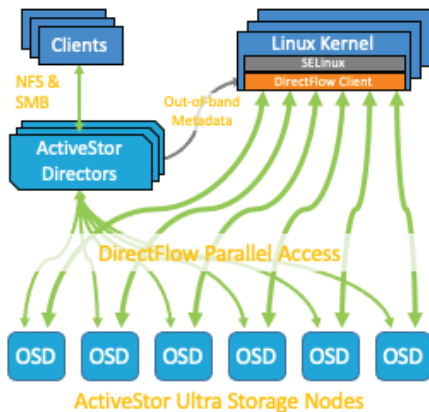 Clients
Linux Kernel
SELinux
DirectFlow Client
NFS &
SMB
Out-of-band
Metadata
ActiveStor
Directors
DirectFlow Parallel Access
OSD OSD OSD OSD OSD OSD
ActiveStor Ultra Storage Nodes